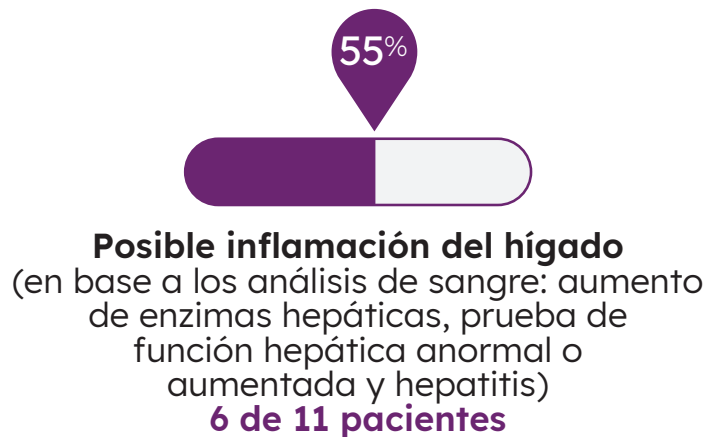 55%
Posible inflamación del hígado
(en base a los análisis de sangre: aumento
de enzimas hepáticas, prueba de
función hepática anormal o
aumentada y hepatitis)
6 de 11 pacientes